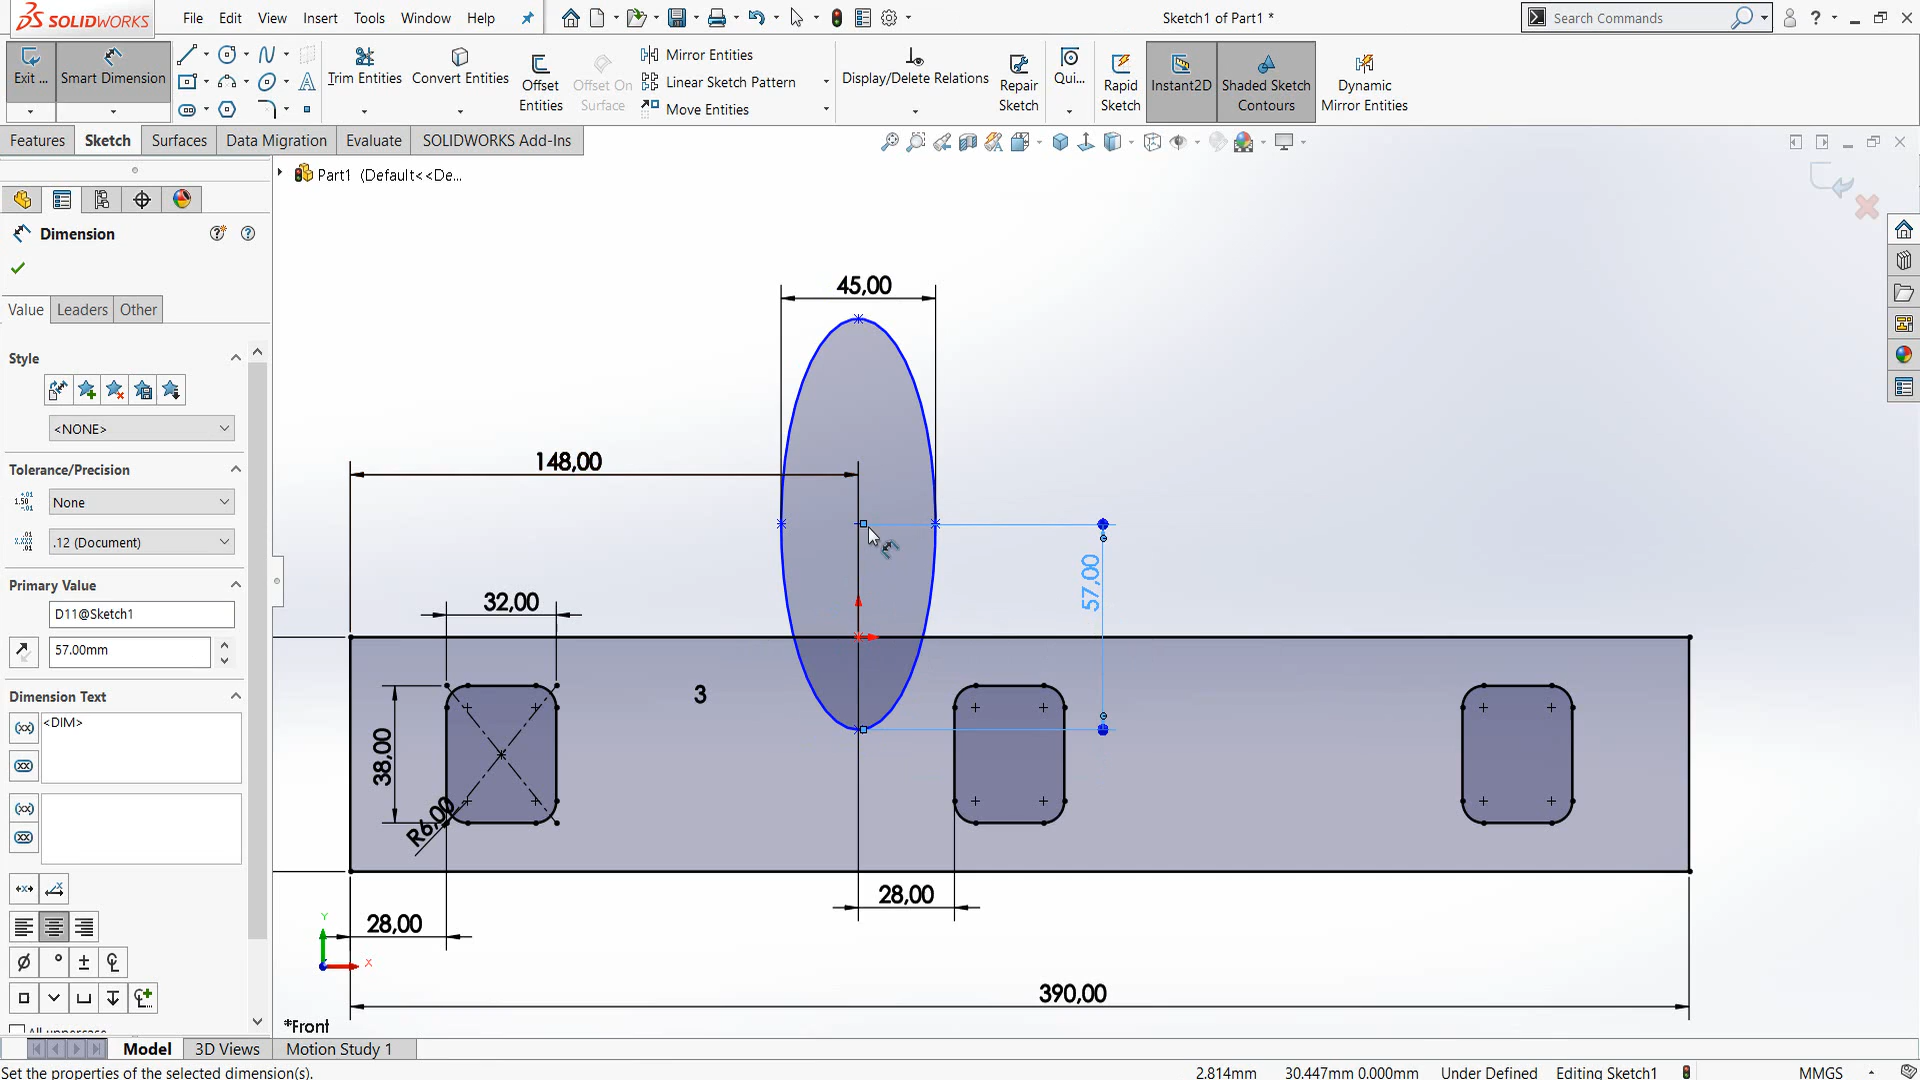 SOLIDWORKS
File Edit View Insert Tools Window Help
Sketch1 of Part1 *
Search Commands
Exit ...
Smart Dimension
Trim Entities
Convert Entities
Offset Entities
Offset On Surface
Mirror Entities
Linear Sketch Pattern
Move Entities
Display/Delete Relations
Repair Sketch
Qui...
Rapid Sketch
Instant2D
Shaded Sketch Contours
Dynamic Mirror Entities
Features Sketch Surfaces Data Migration Evaluate SOLIDWORKS Add-Ins
Part1 (Default<<De...
Dimension
Value Leaders Other
Style
<NONE>
Tolerance/Precision
None
.12 (Document)
Primary Value
D11@Sketch1
57.00mm
Dimension Text
<DIM>
All uppercase
45,00
148,00
57,00
32,00
3
38,00
R6,00
28,00
28,00
390,00
Y
X
*Front
Model 3D Views Motion Study 1
Set the properties of the selected dimension(s).
2.814mm 30.447mm 0.000mm Under Defined Editing Sketch1 MMGS